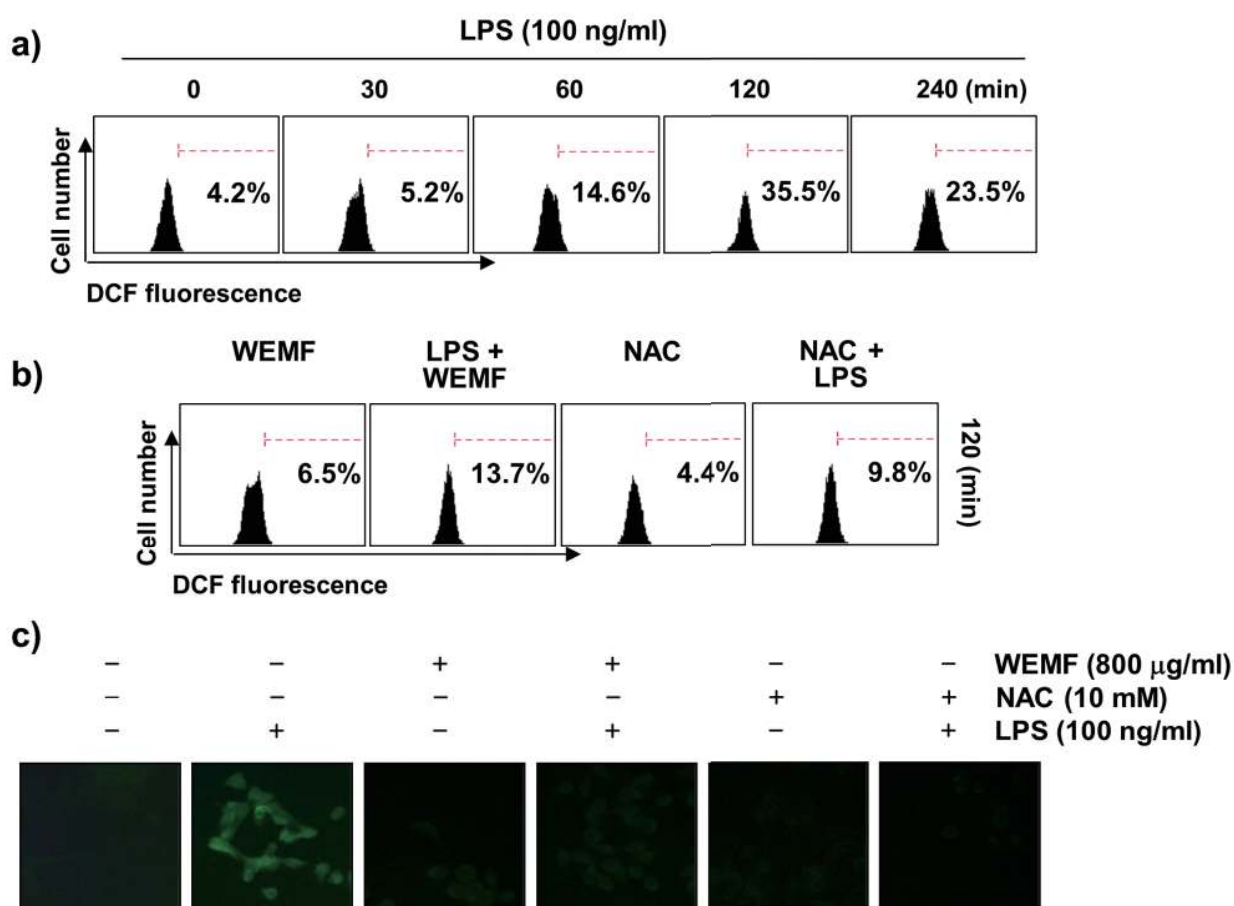 a)
LPS (100 ng/ml)
0 30 60 120 240 (min)
Cell number
4.2% 5.2% 14.6% 35.5% 23.5%
DCF fluorescence
b)
WEMF LPS + WEMF NAC NAC + LPS
Cell number
6.5% 13.7% 4.4% 9.8%
120 (min)
DCF fluorescence
c)
– – + + – – WEMF (800 μg/ml)
– – – – + + NAC (10 mM)
– + – + – + LPS (100 ng/ml)